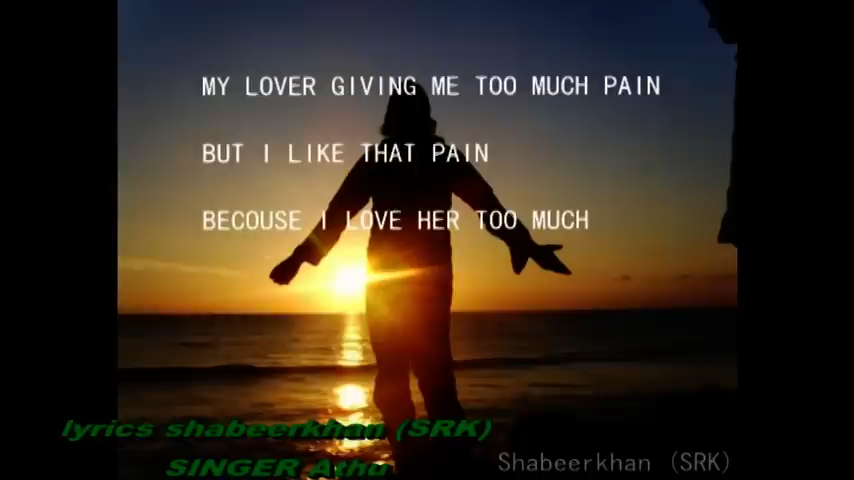 MY LOVER GIVING ME TOO MUCH PAIN
BUT I LIKE THAT PAIN
BECOUSE I LOVE HER TOO MUCH
lyrics shabeerkhan (SRK)
SINGER Athu
Shabeerkhan (SRK)